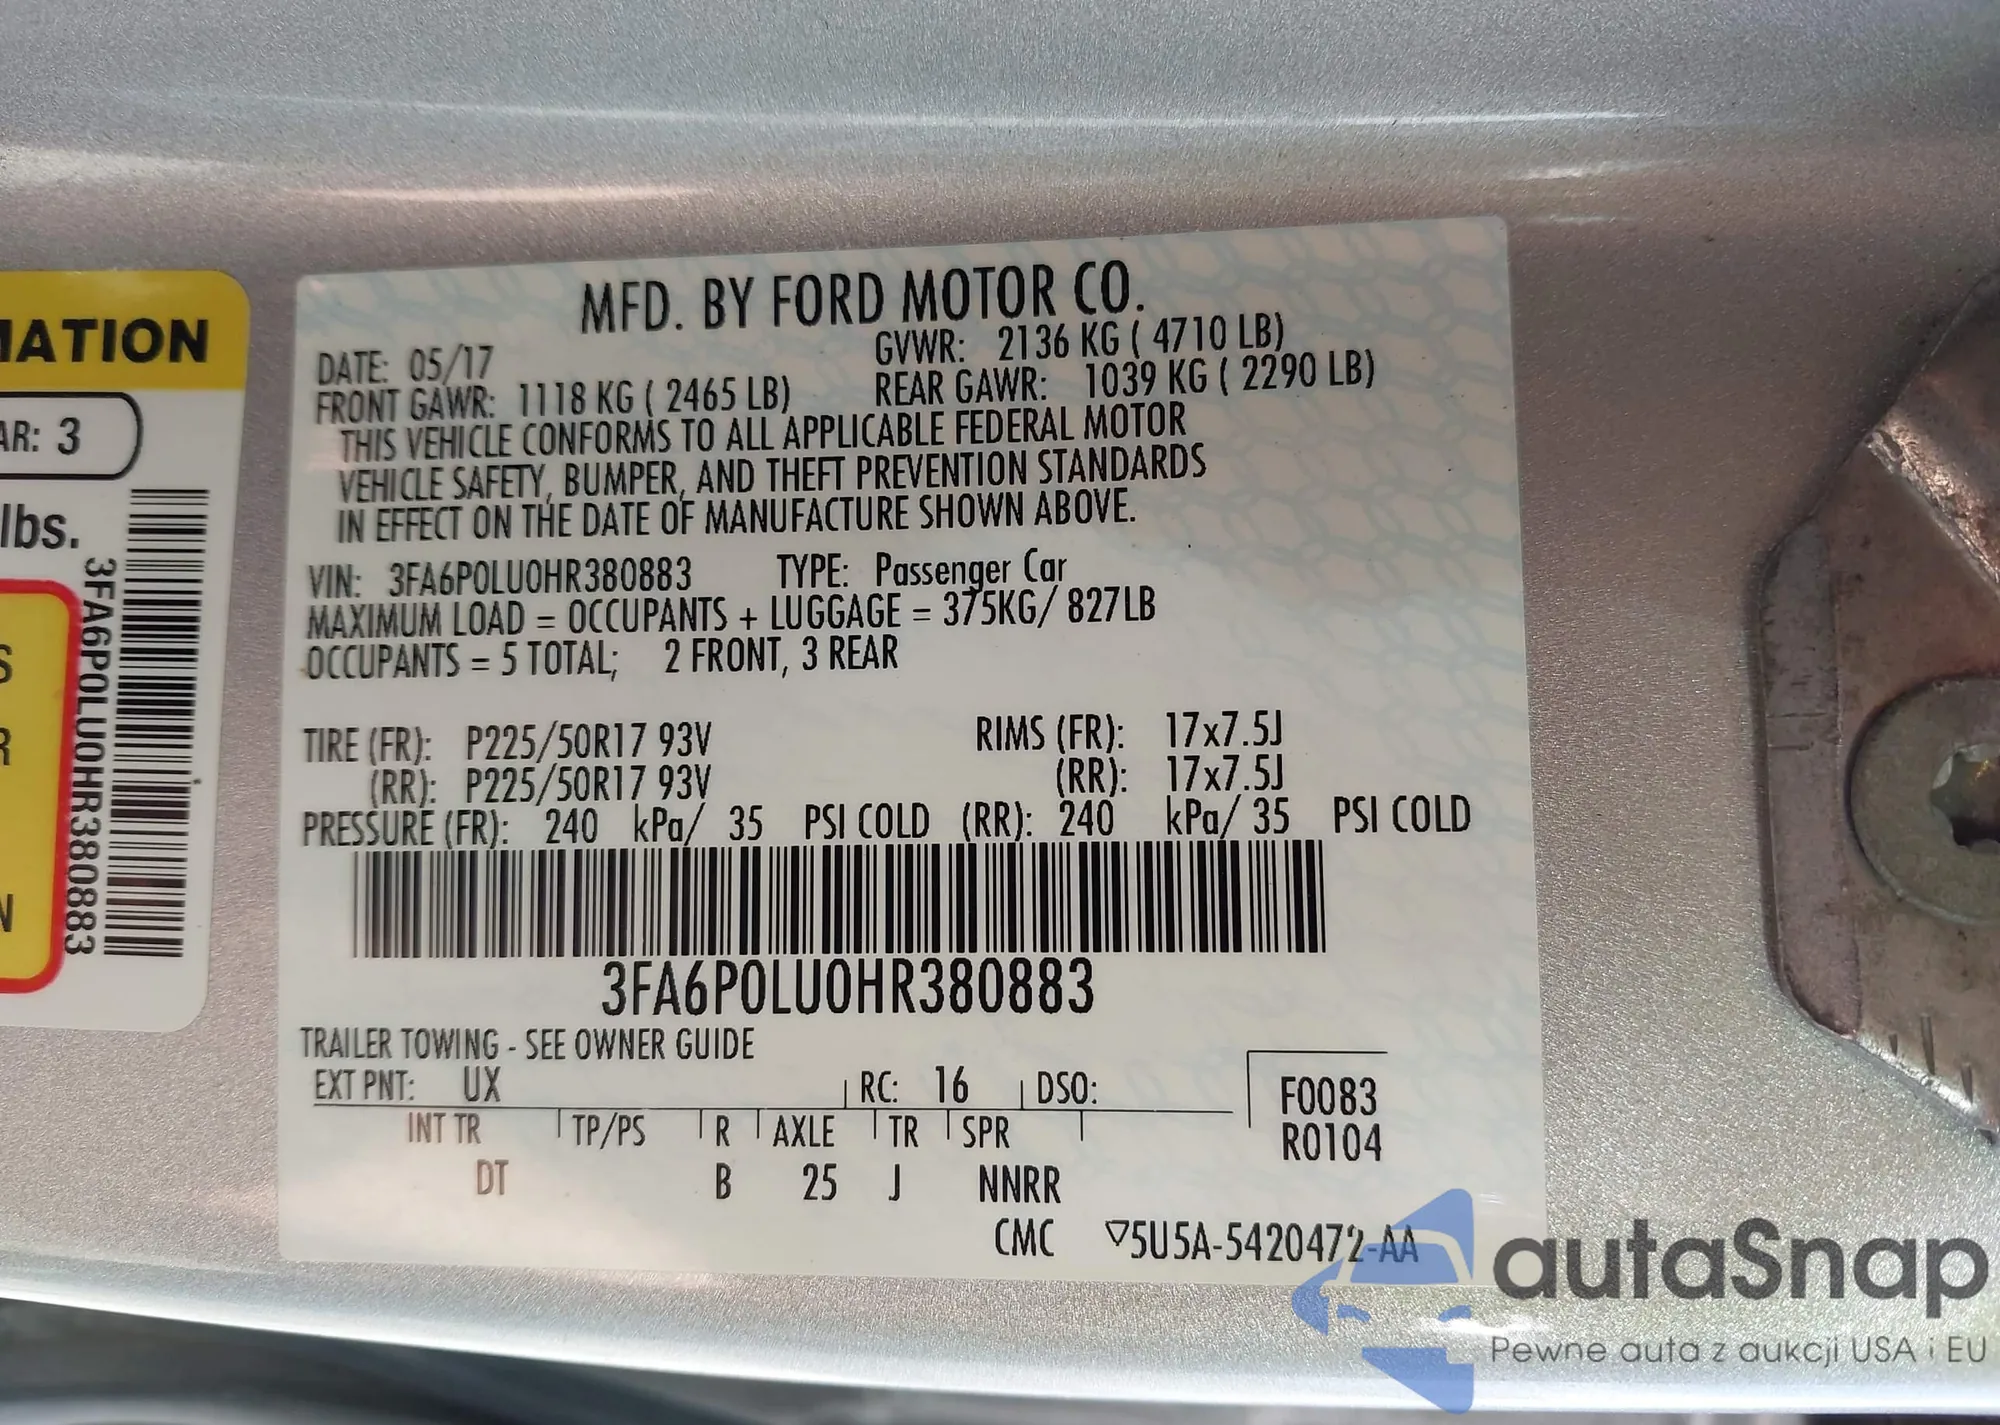 MATION
AR: 3
lbs.
3FA6P0LU0HR380883
S
R
N
MFD. BY FORD MOTOR CO.
DATE: 05/17 GVWR: 2136 KG ( 4710 LB)
FRONT GAWR: 1118 KG ( 2465 LB) REAR GAWR: 1039 KG ( 2290 LB)
THIS VEHICLE CONFORMS TO ALL APPLICABLE FEDERAL MOTOR
VEHICLE SAFETY, BUMPER, AND THEFT PREVENTION STANDARDS
IN EFFECT ON THE DATE OF MANUFACTURE SHOWN ABOVE.
VIN: 3FA6P0LU0HR380883 TYPE: Passenger Car
MAXIMUM LOAD = OCCUPANTS + LUGGAGE = 375KG/ 827LB
OCCUPANTS = 5 TOTAL; 2 FRONT, 3 REAR
TIRE (FR): P225/50R17 93V RIMS (FR): 17x7.5J
(RR): P225/50R17 93V (RR): 17x7.5J
PRESSURE (FR): 240 kPa/ 35 PSI COLD (RR): 240 kPa/ 35 PSI COLD
3FA6P0LU0HR380883
TRAILER TOWING - SEE OWNER GUIDE
EXT PNT: UX RC: 16 DSO: F0083
R0104
INT TR TP/PS R AXLE TR SPR
DT B 25 J NNRR
CMC ▽5U5A-5420472-AA
autaSnap
Pewne auta z aukcji USA i EU